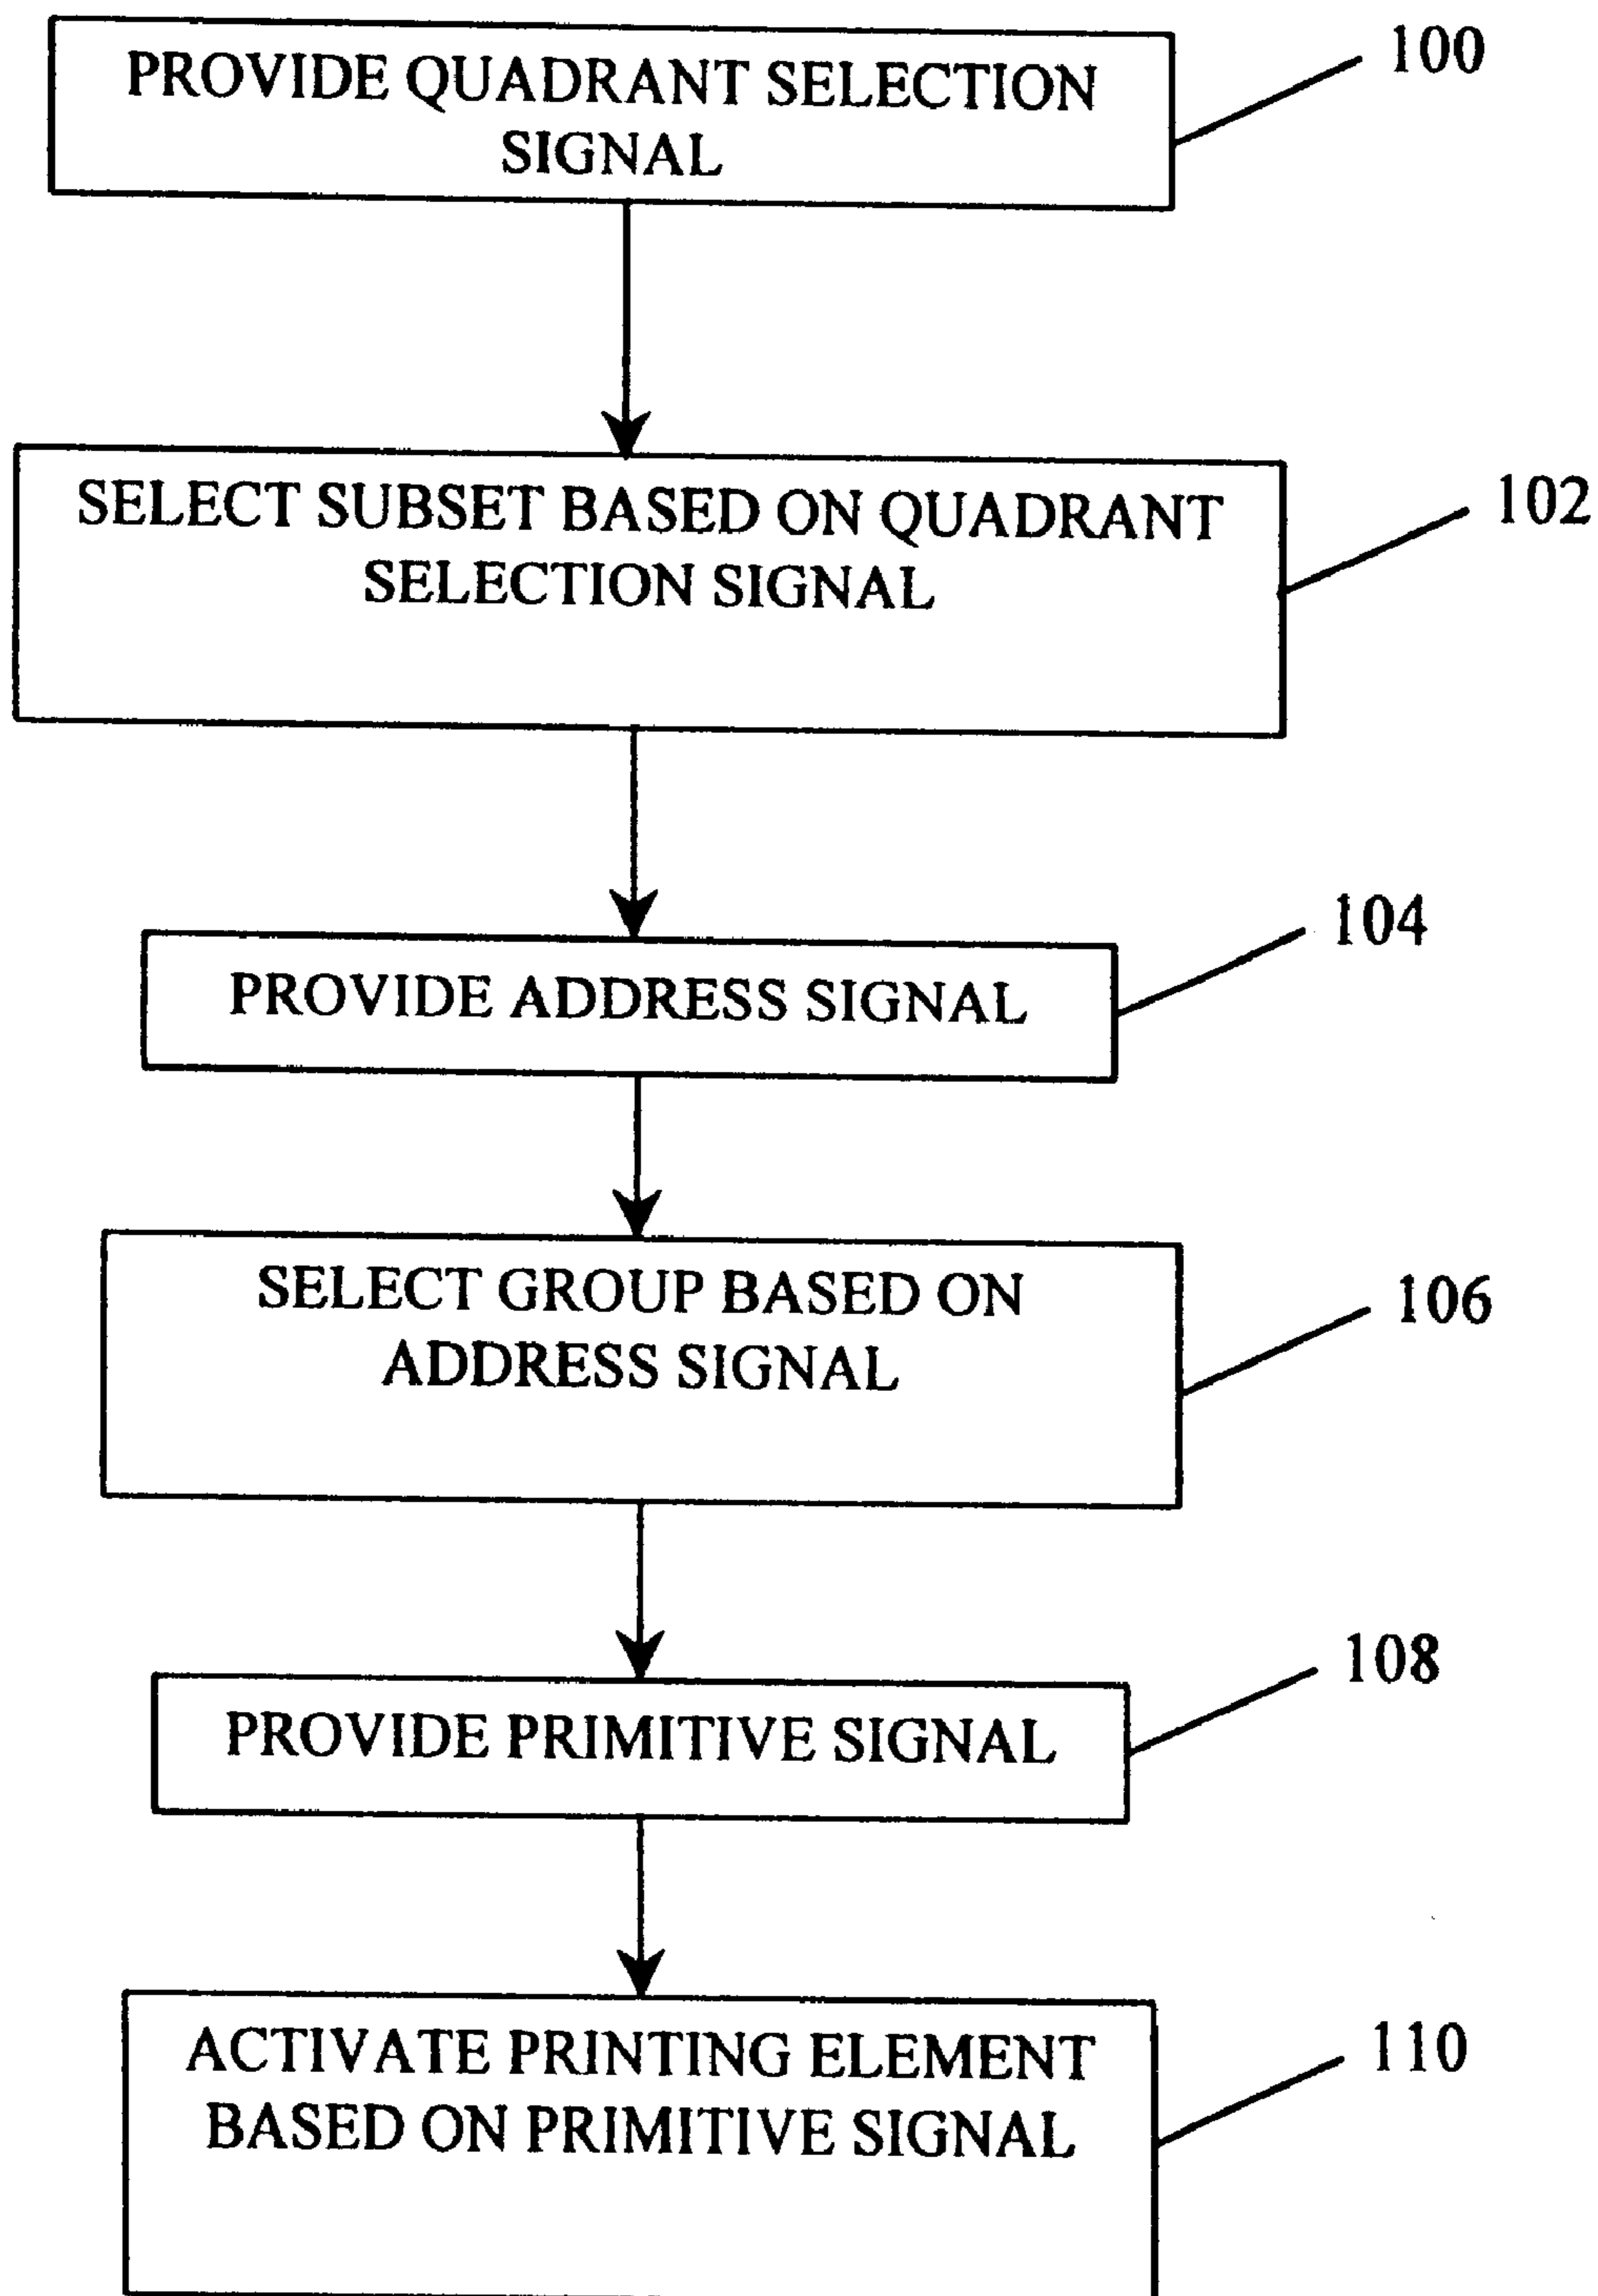 PROVIDE QUADRANT SELECTION
SIGNAL
100
SELECT SUBSET BASED ON QUADRANT
SELECTION SIGNAL
102
PROVIDE ADDRESS SIGNAL
104
SELECT GROUP BASED ON
ADDRESS SIGNAL
106
PROVIDE PRIMITIVE SIGNAL
108
ACTIVATE PRINTING ELEMENT
BASED ON PRIMITIVE SIGNAL
110